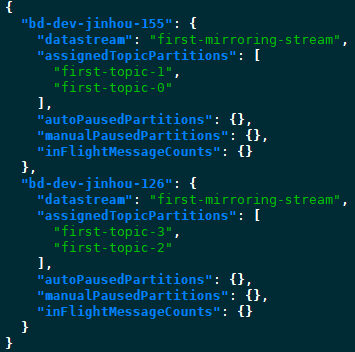 {
  "bd-dev-jinhou-155": {
    "datastream": "first-mirroring-stream",
    "assignedTopicPartitions": [
      "first-topic-1",
      "first-topic-0"
    ],
    "autoPausedPartitions": {},
    "manualPausedPartitions": {},
    "inFlightMessageCounts": {}
  },
  "bd-dev-jinhou-126": {
    "datastream": "first-mirroring-stream",
    "assignedTopicPartitions": [
      "first-topic-3",
      "first-topic-2"
    ],
    "autoPausedPartitions": {},
    "manualPausedPartitions": {},
    "inFlightMessageCounts": {}
  }
}